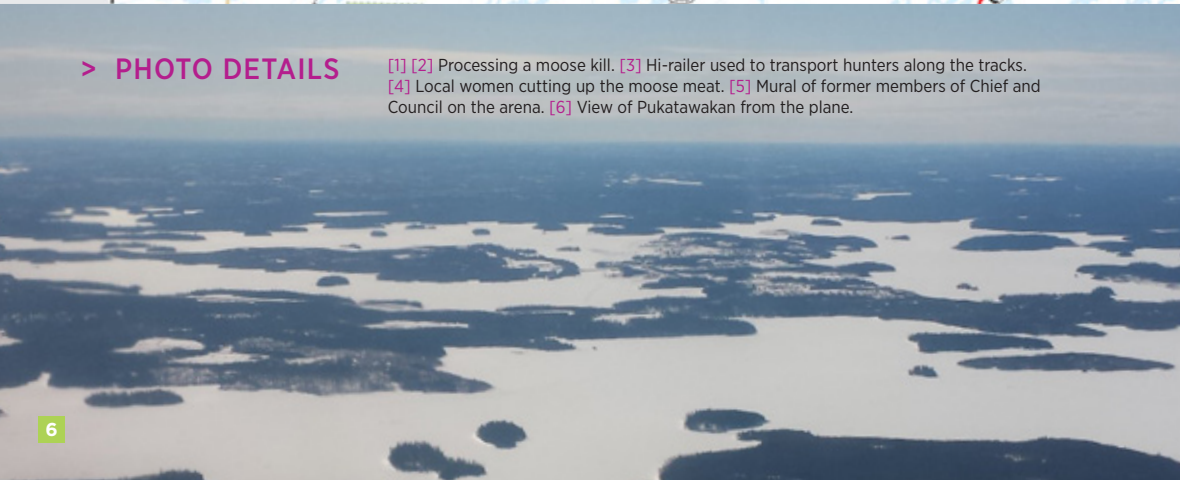 > PHOTO DETAILS
[1] [2] Processing a moose kill. [3] Hi-railer used to transport hunters along the tracks.
[4] Local women cutting up the moose meat. [5] Mural of former members of Chief and
Council on the arena. [6] View of Pukatawakan from the plane.
6